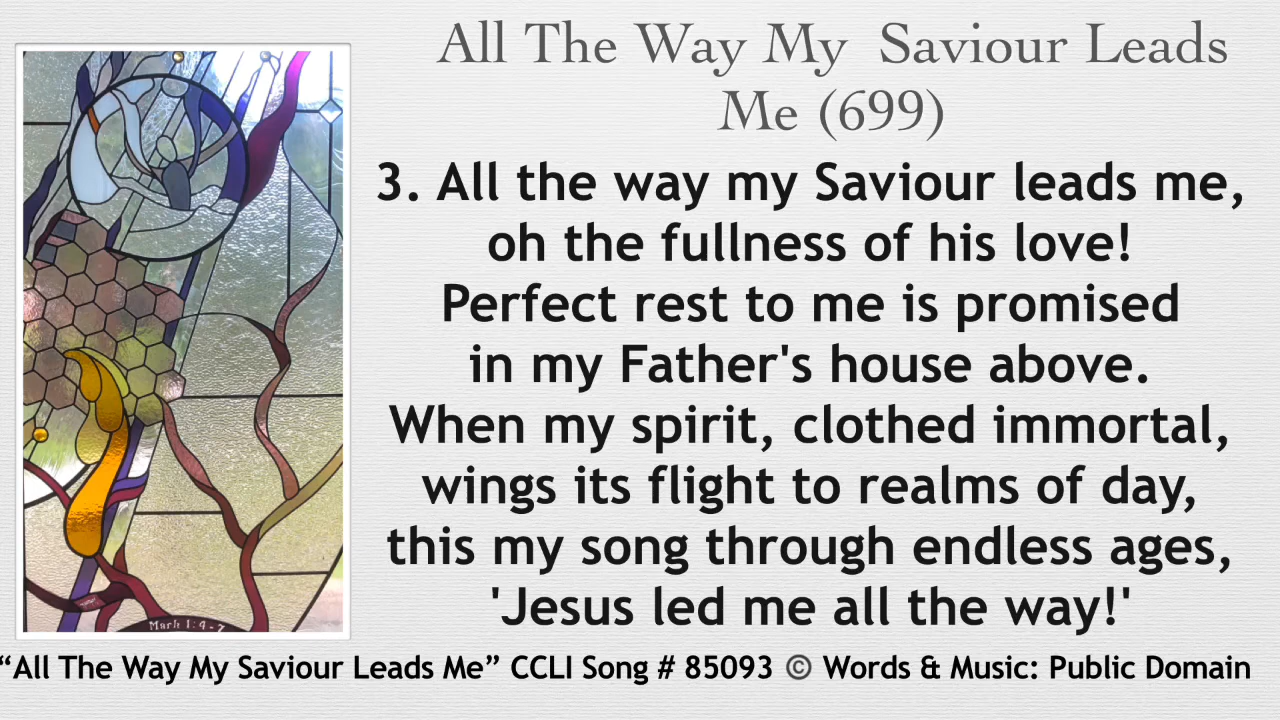 All The Way My Saviour Leads
Me (699)
3. All the way my Saviour leads me,
oh the fullness of his love!
Perfect rest to me is promised
in my Father's house above.
When my spirit, clothed immortal,
wings its flight to realms of day,
this my song through endless ages,
'Jesus led me all the way!'
Mark 1:4-7
“All The Way My Saviour Leads Me” CCLI Song # 85093 © Words & Music: Public Domain